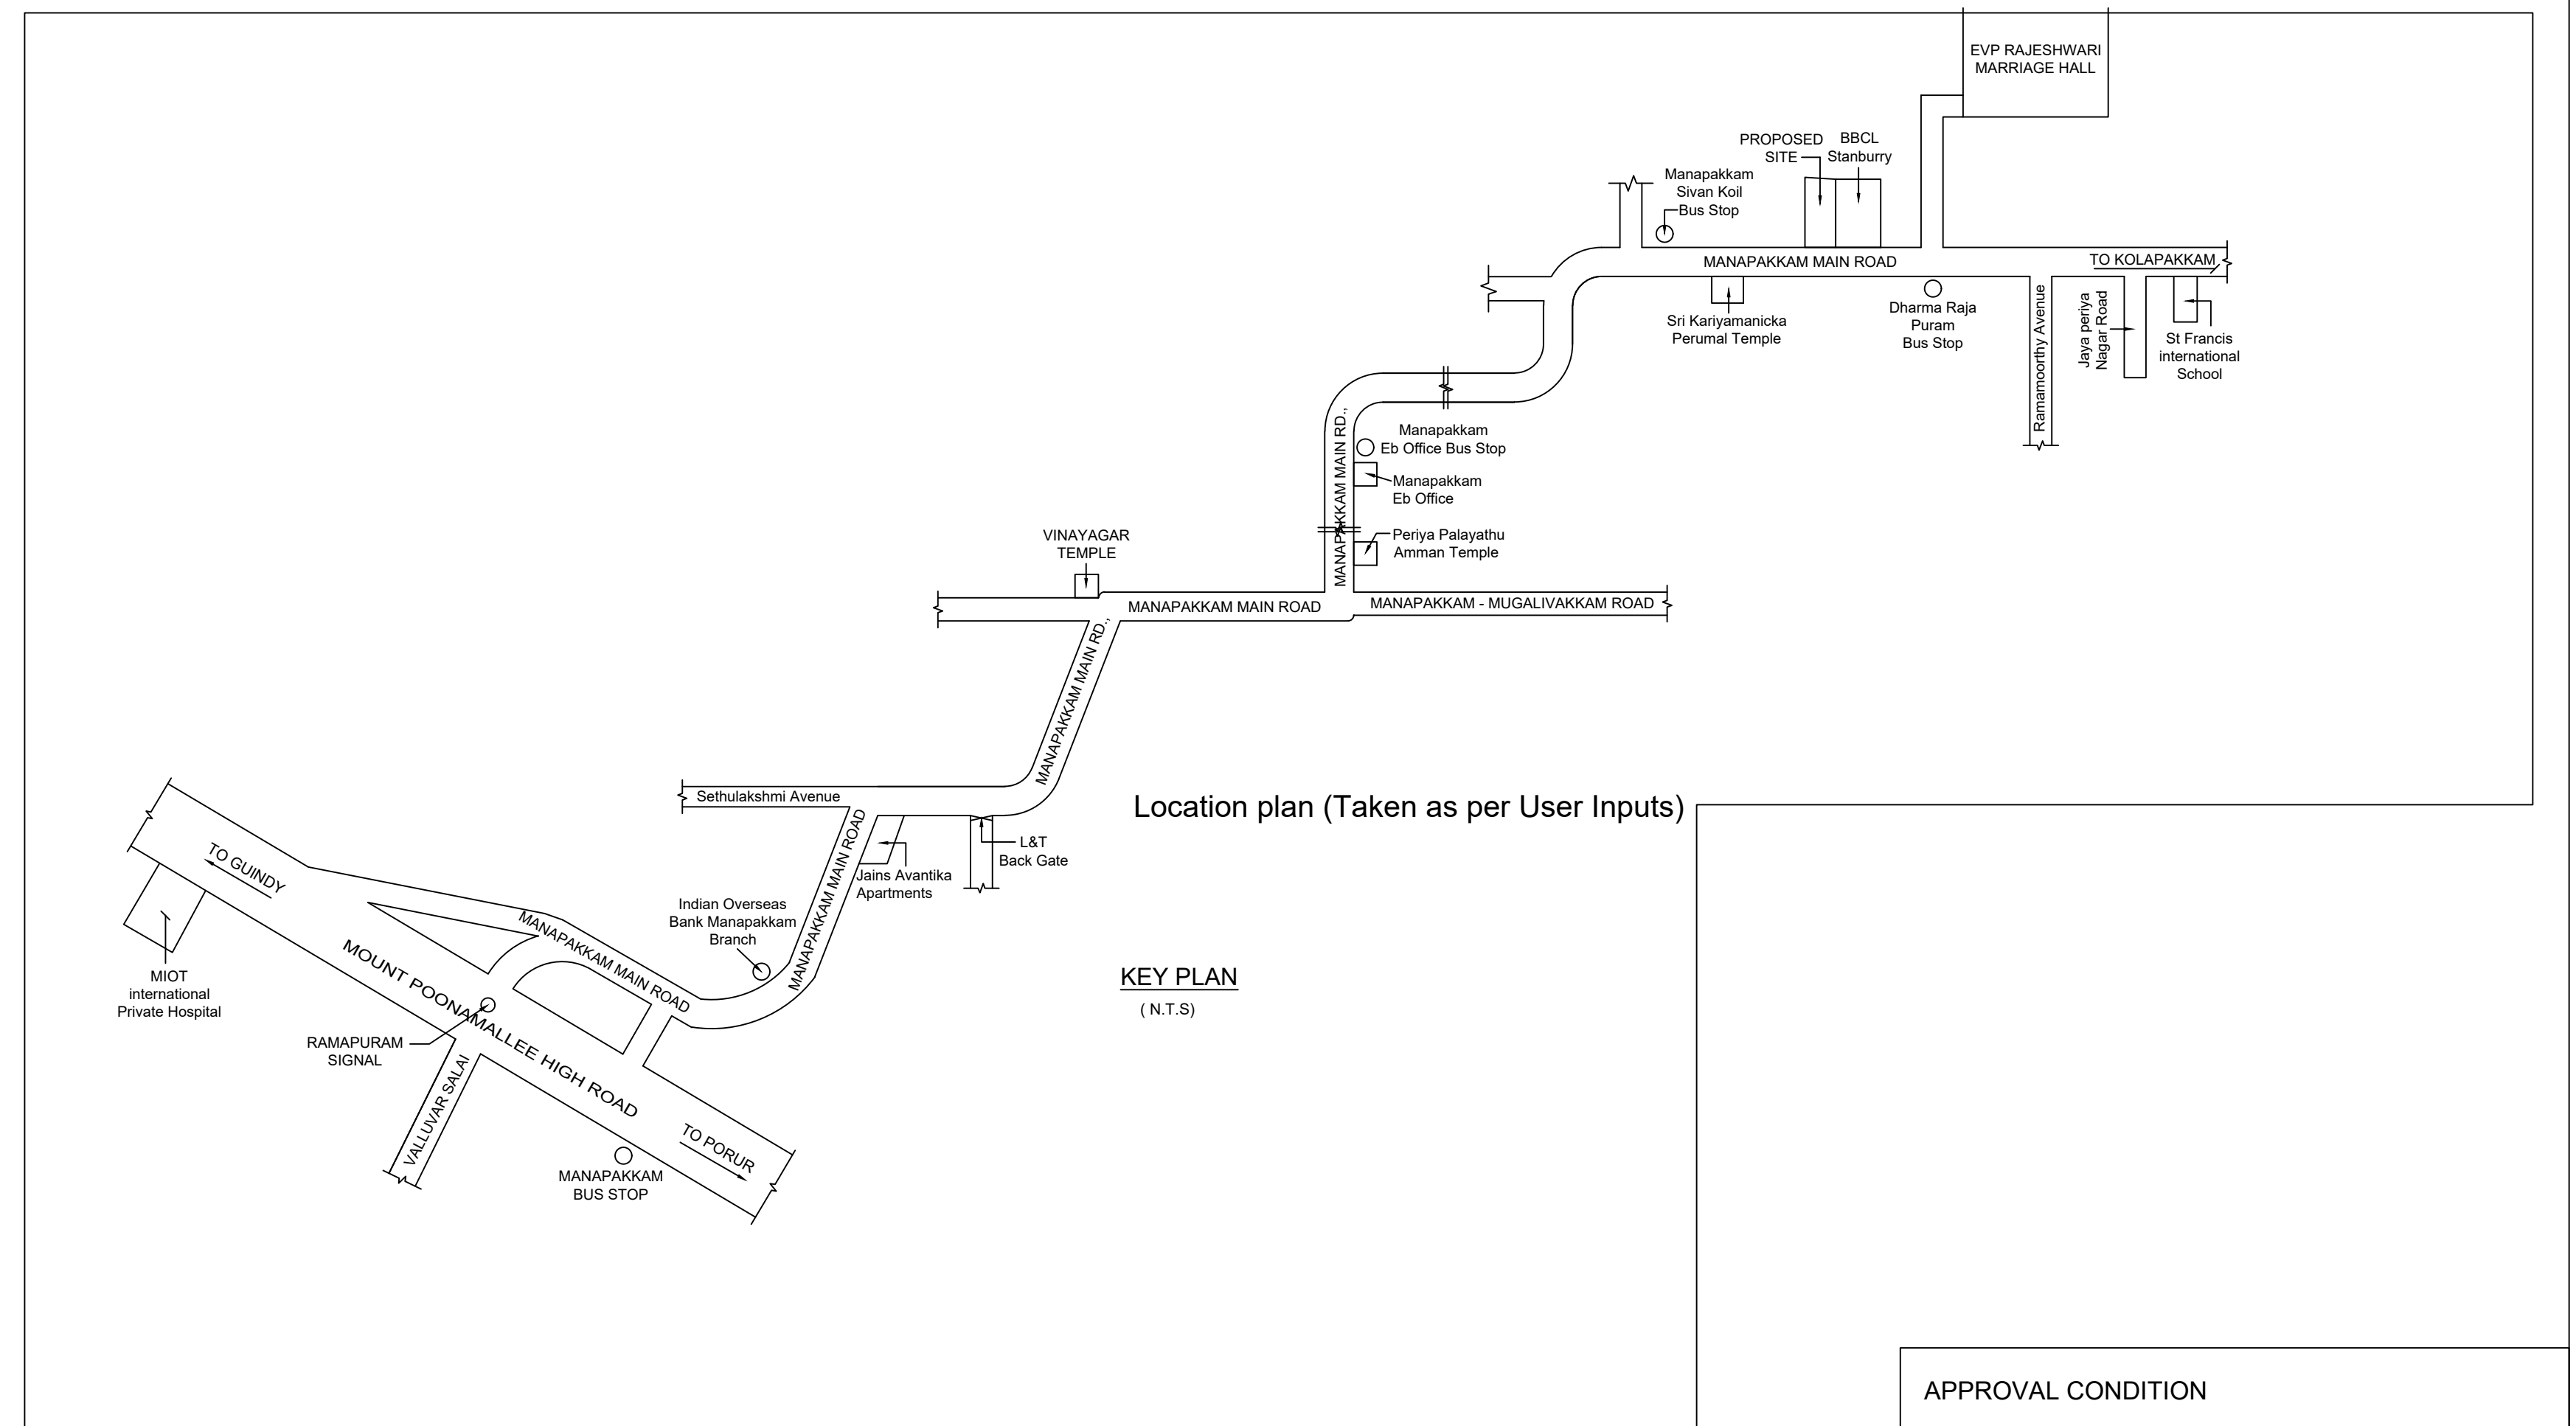 EVP RAJESHWARI
MARRIAGE HALL
PROPOSED
SITE
BBCL
Stanburry
Manapakkam
Sivan Koil
Bus Stop
MANAPAKKAM MAIN ROAD
TO KOLAPAKKAM
Sri Kariyamanicka
Perumal Temple
Dharma Raja
Puram
Bus Stop
Ramamoorthy Avenue
Jaya periya
Nagar Road
St Francis
international
School
MANAPAKKAM MAIN RD.,
Manapakkam
Eb Office Bus Stop
Manapakkam
Eb Office
Periya Palayathu
Amman Temple
VINAYAGAR
TEMPLE
MANAPAKKAM MAIN ROAD
MANAPAKKAM - MUGALIVAKKAM ROAD
MANAPAKKAM MAIN RD.,
Sethulakshmi Avenue
Location plan (Taken as per User Inputs)
L&T
Back Gate
Jains Avantika
Apartments
MANAPAKKAM MAIN ROAD
Indian Overseas
Bank Manapakkam
Branch
TO GUINDY
MANAPAKKAM MAIN ROAD
MOUNT POONAMALLEE HIGH ROAD
MIOT
international
Private Hospital
KEY PLAN
( N.T.S)
RAMAPURAM
SIGNAL
VALLUVAR SALAI
TO PORUR
MANAPAKKAM
BUS STOP
APPROVAL CONDITION